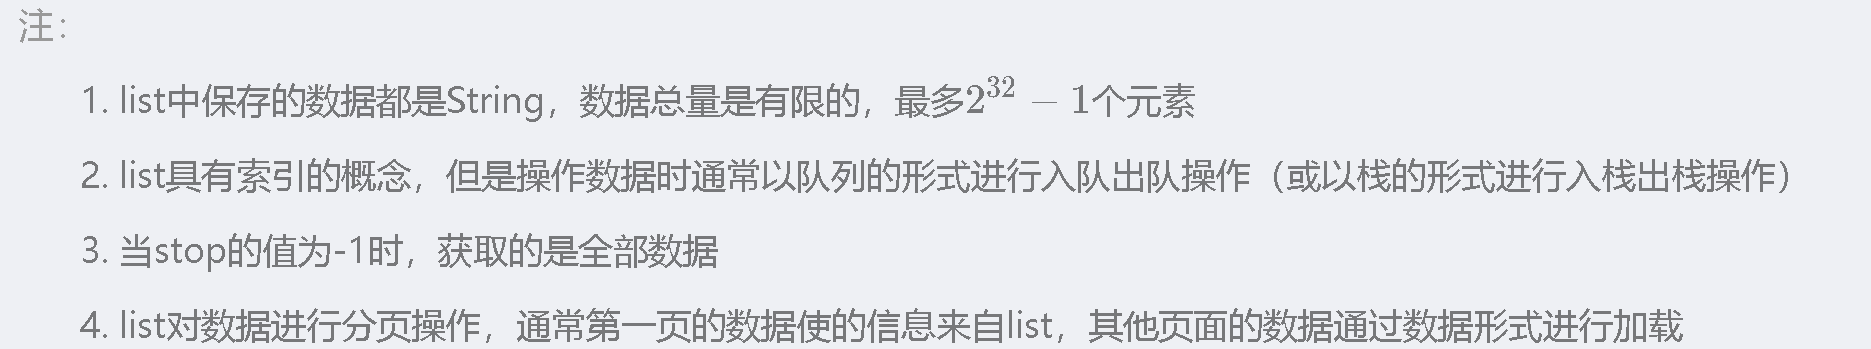 注：
1. list中保存的数据都是String，数据总量是有限的，最多2^32 − 1个元素
2. list具有索引的概念，但是操作数据时通常以队列的形式进行入队出队操作（或以栈的形式进行入栈出栈操作）
3. 当stop的值为-1时，获取的是全部数据
4. list对数据进行分页操作，通常第一页的数据使的信息来自list，其他页面的数据通过数据形式进行加载